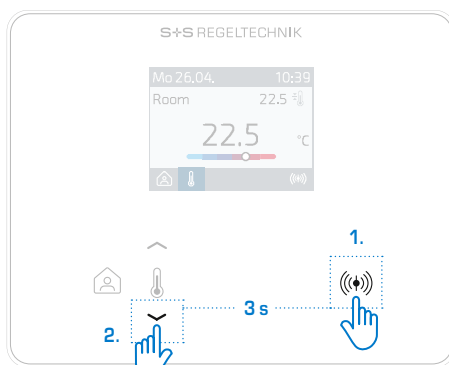 S+S REGELTECHNIK
Mo 26.04. 10:39
Room 22.5
22.5 °C
1.
3 s
2.